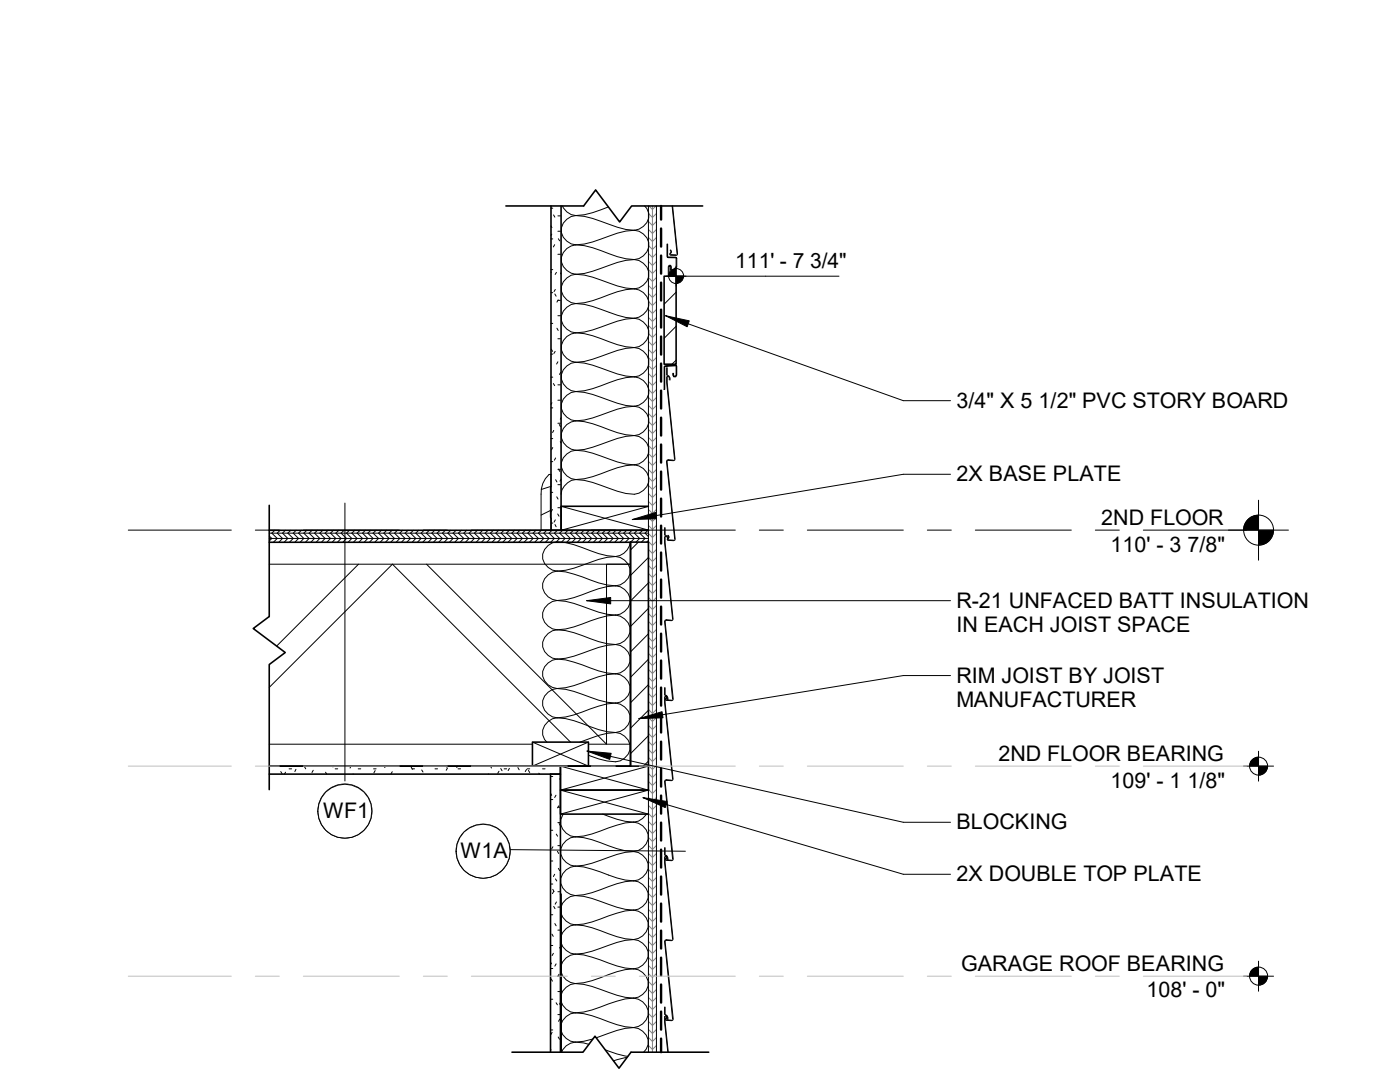 111' - 7 3/4"
3/4" X 5 1/2" PVC STORY BOARD
2X BASE PLATE
2ND FLOOR
110' - 3 7/8"
R-21 UNFACED BATT INSULATION
IN EACH JOIST SPACE
RIM JOIST BY JOIST
MANUFACTURER
2ND FLOOR BEARING
109' - 1 1/8"
WF1
BLOCKING
W1A
2X DOUBLE TOP PLATE
GARAGE ROOF BEARING
108' - 0"